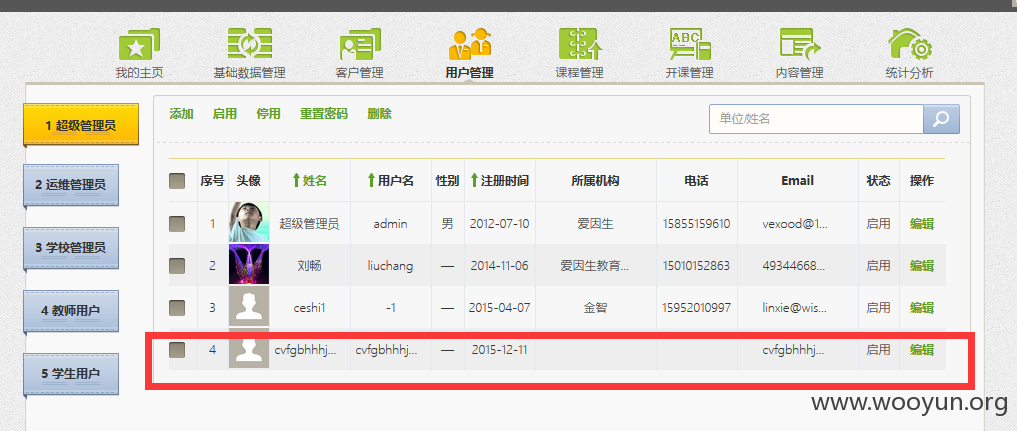 我的主页 基础数据管理 客户管理 用户管理 课程管理 开课管理 内容管理 统计分析
1 超级管理员
2 运维管理员
3 学校管理员
4 教师用户
5 学生用户
添加 启用 停用 重置密码 删除 单位/姓名
序号 头像 姓名 用户名 性别 注册时间 所属机构 电话 Email 状态 操作
1 超级管理员 admin 男 2012-07-10 爱因生 15855159610 vexood@1... 启用 编辑
2 刘畅 liuchang — 2014-11-06 爱因生教育... 15010152863 49344668... 启用 编辑
3 ceshi1 -1 — 2015-04-07 金智 15952010997 linxie@wis... 启用 编辑
4 cvfgbhhhj... cvfgbhhhj... — 2015-12-11 cvfgbhhhj... 启用 编辑
www.wooyun.org